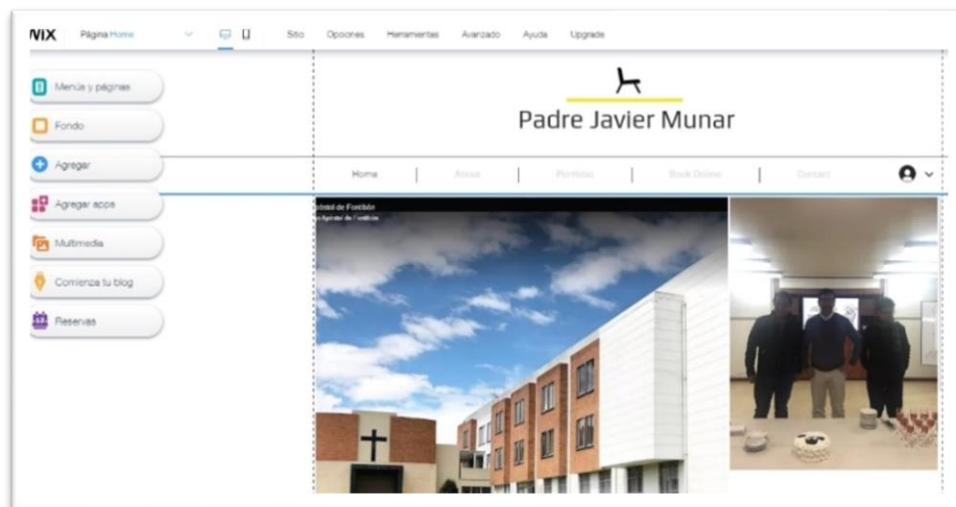 WiX Página Home Sitio Opciones Herramientas Avanzado Ayuda Upgrade
Menús y páginas
Fondo
Agregar
Agregar apps
Multimedia
Comienza tu blog
Reservas
Padre Javier Munar
Home About Portfolio Book Online Contact